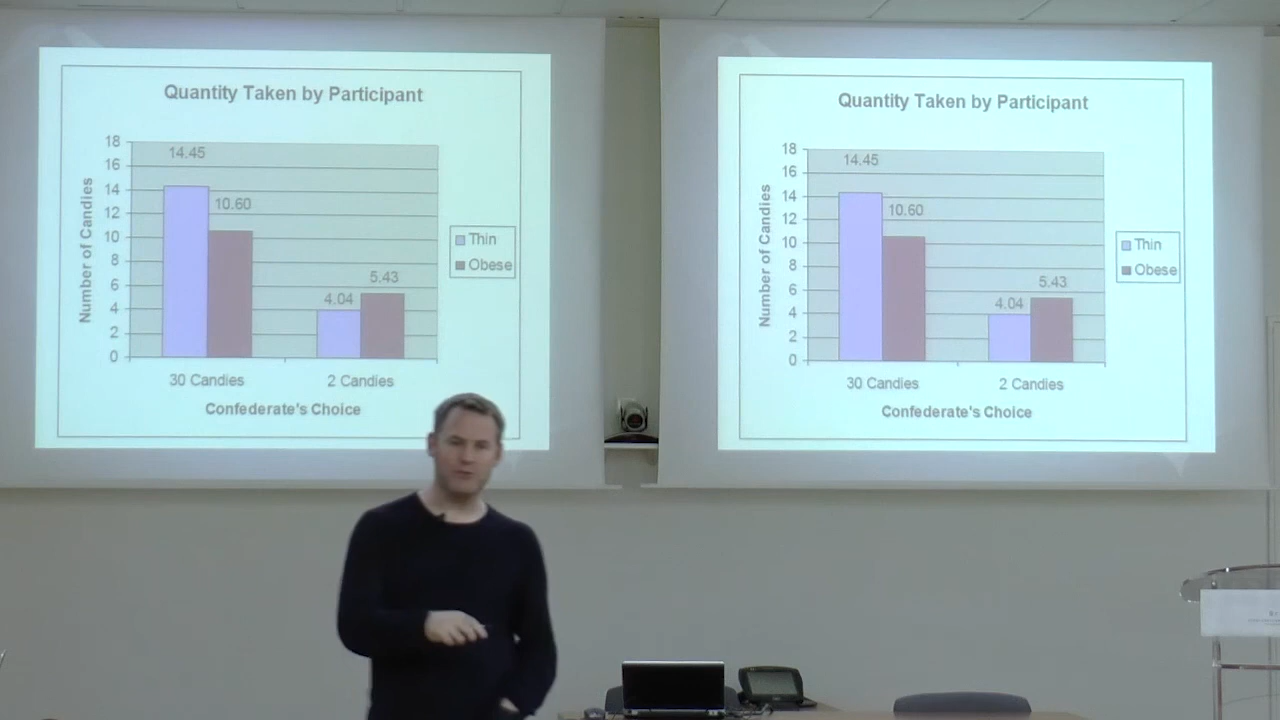 Quantity Taken by Participant
18
16
14
12
10
8
6
4
2
0
Number of Candies
14.45
10.60
4.04
5.43
30 Candies
2 Candies
Confederate's Choice
Thin
Obese
Quantity Taken by Participant
18
16
14
12
10
8
6
4
2
0
Number of Candies
14.45
10.60
4.04
5.43
30 Candies
2 Candies
Confederate's Choice
Thin
Obese